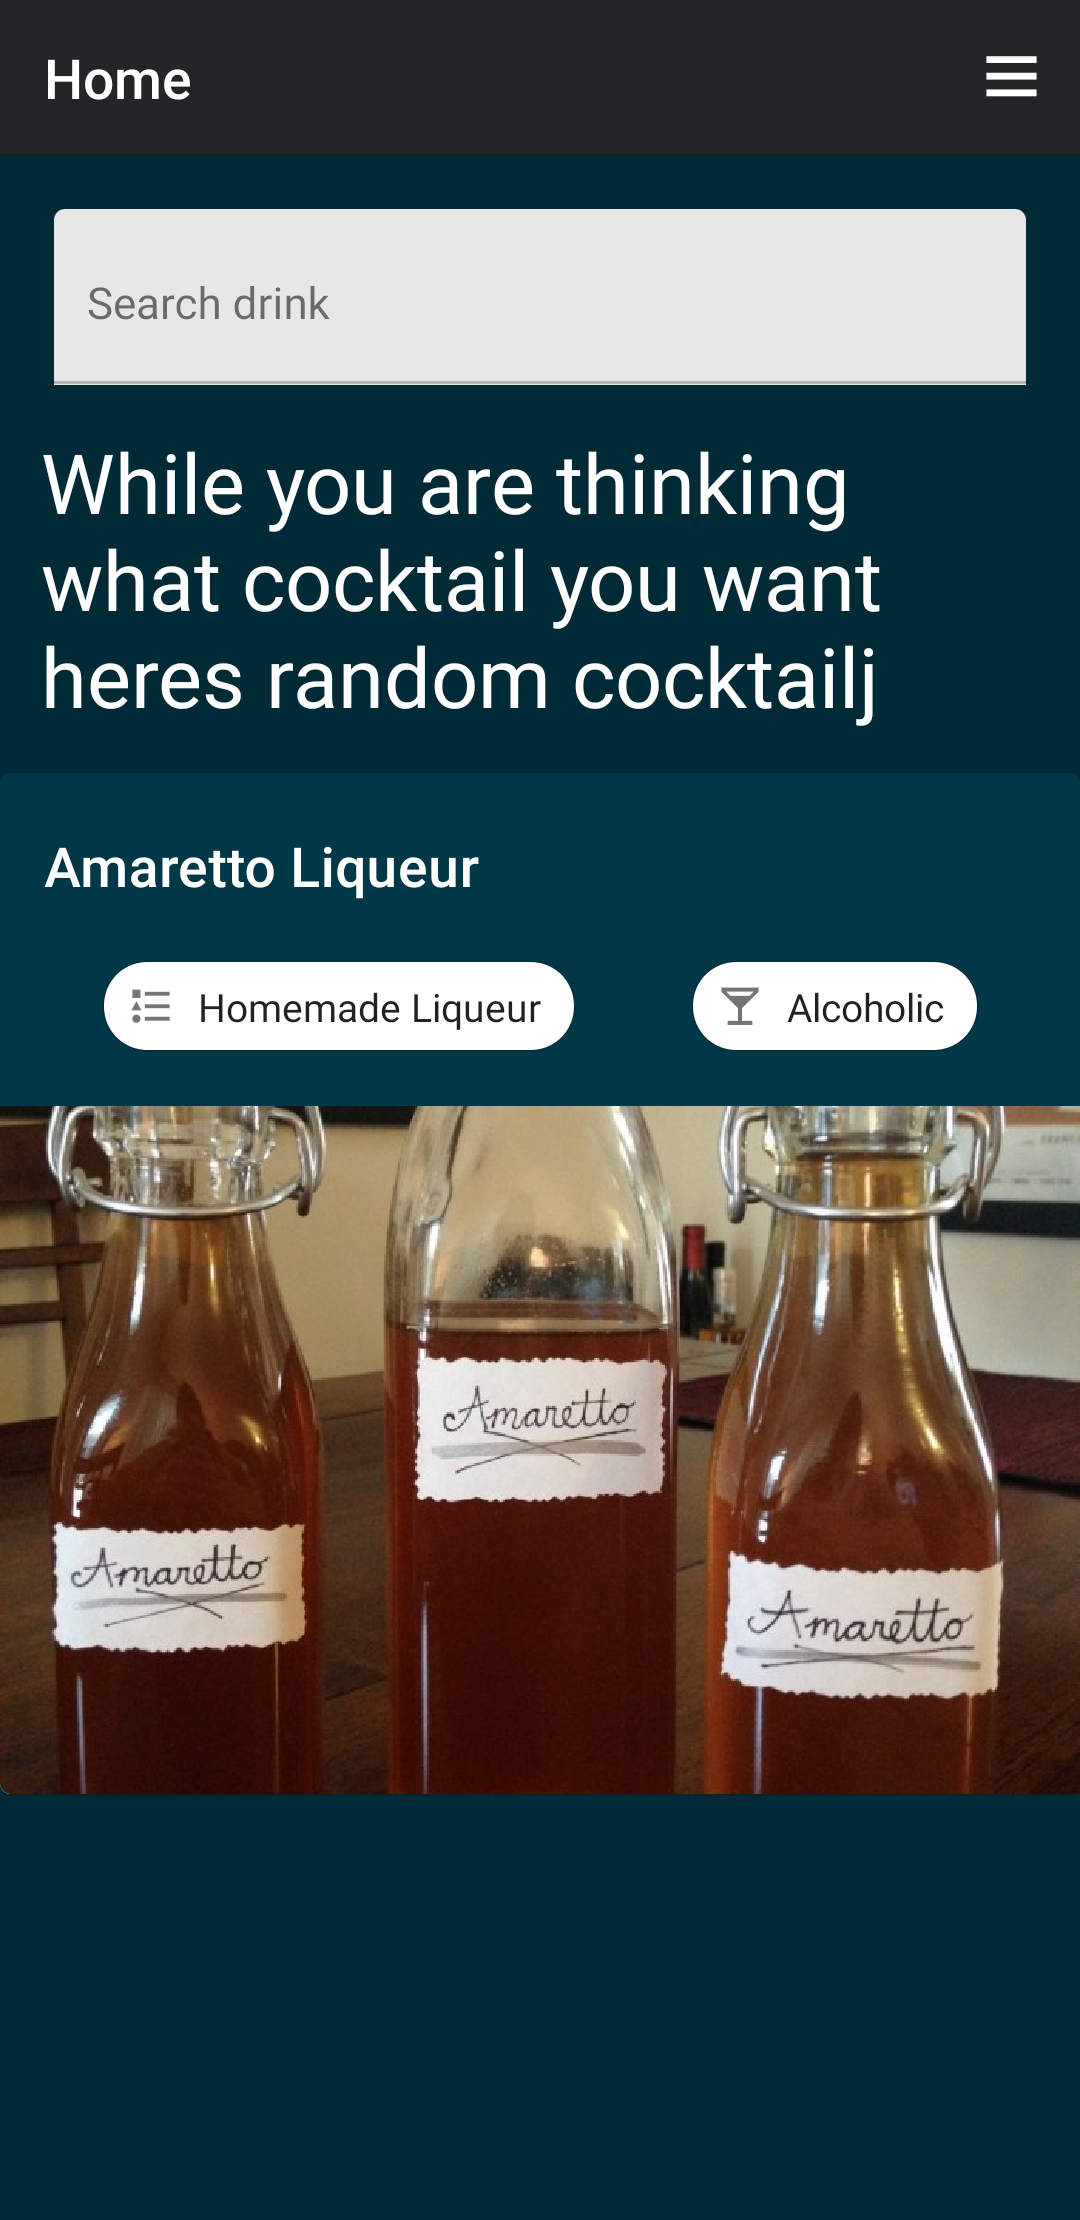 Home
Search drink
While you are thinking
what cocktail you want
heres random cocktailj
Amaretto Liqueur
Homemade Liqueur
Alcoholic
Amaretto
Amaretto
Amaretto